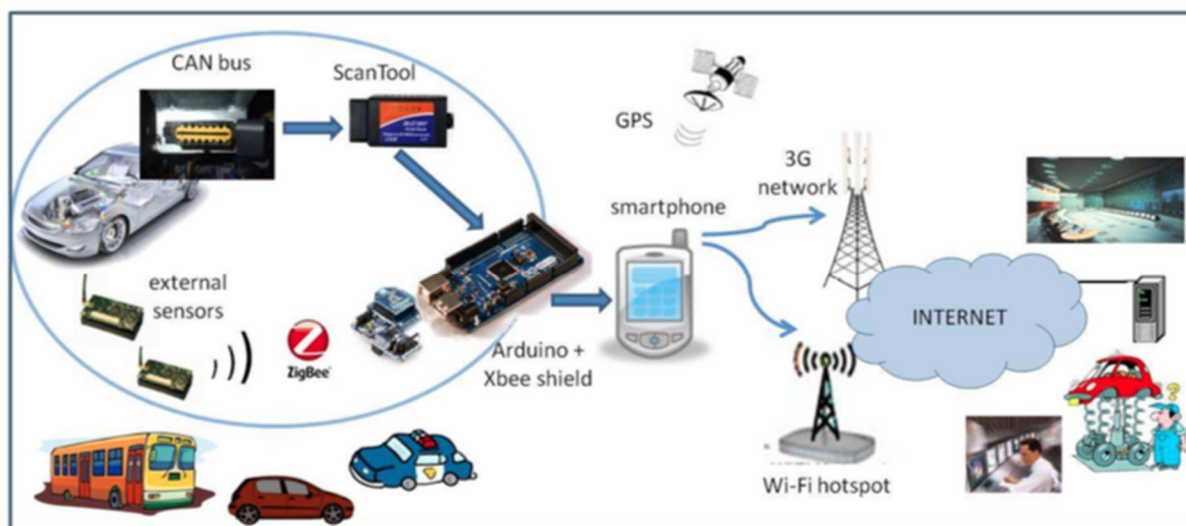 CAN bus
ScanTool
GPS
3G
network
smartphone
external
sensors
INTERNET
ZigBee
Arduino +
Xbee shield
Wi-Fi hotspot